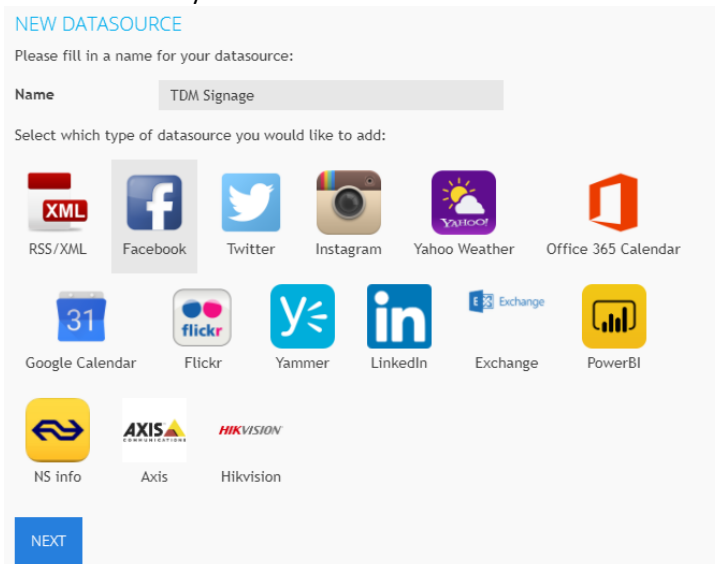 NEW DATASOURCE
Please fill in a name for your datasource:
Name TDM Signage
Select which type of datasource you would like to add:
XML YAHOO!
RSS/XML Facebook Twitter Instagram Yahoo Weather Office 365 Calendar
31 flickr in Exchange
Google Calendar Flickr Yammer LinkedIn Exchange PowerBI
AXIS COMMUNICATIONS HIKVISION
NS info Axis Hikvision
NEXT